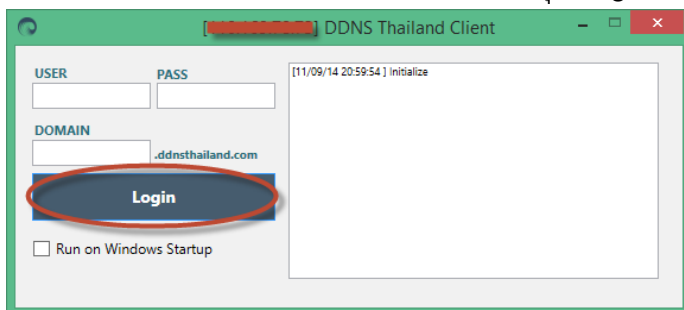 DDNS Thailand Client
USER PASS
[11/09/14 20:59:54 ] Initialize
DOMAIN
.ddnsthailand.com
Login
Run on Windows Startup